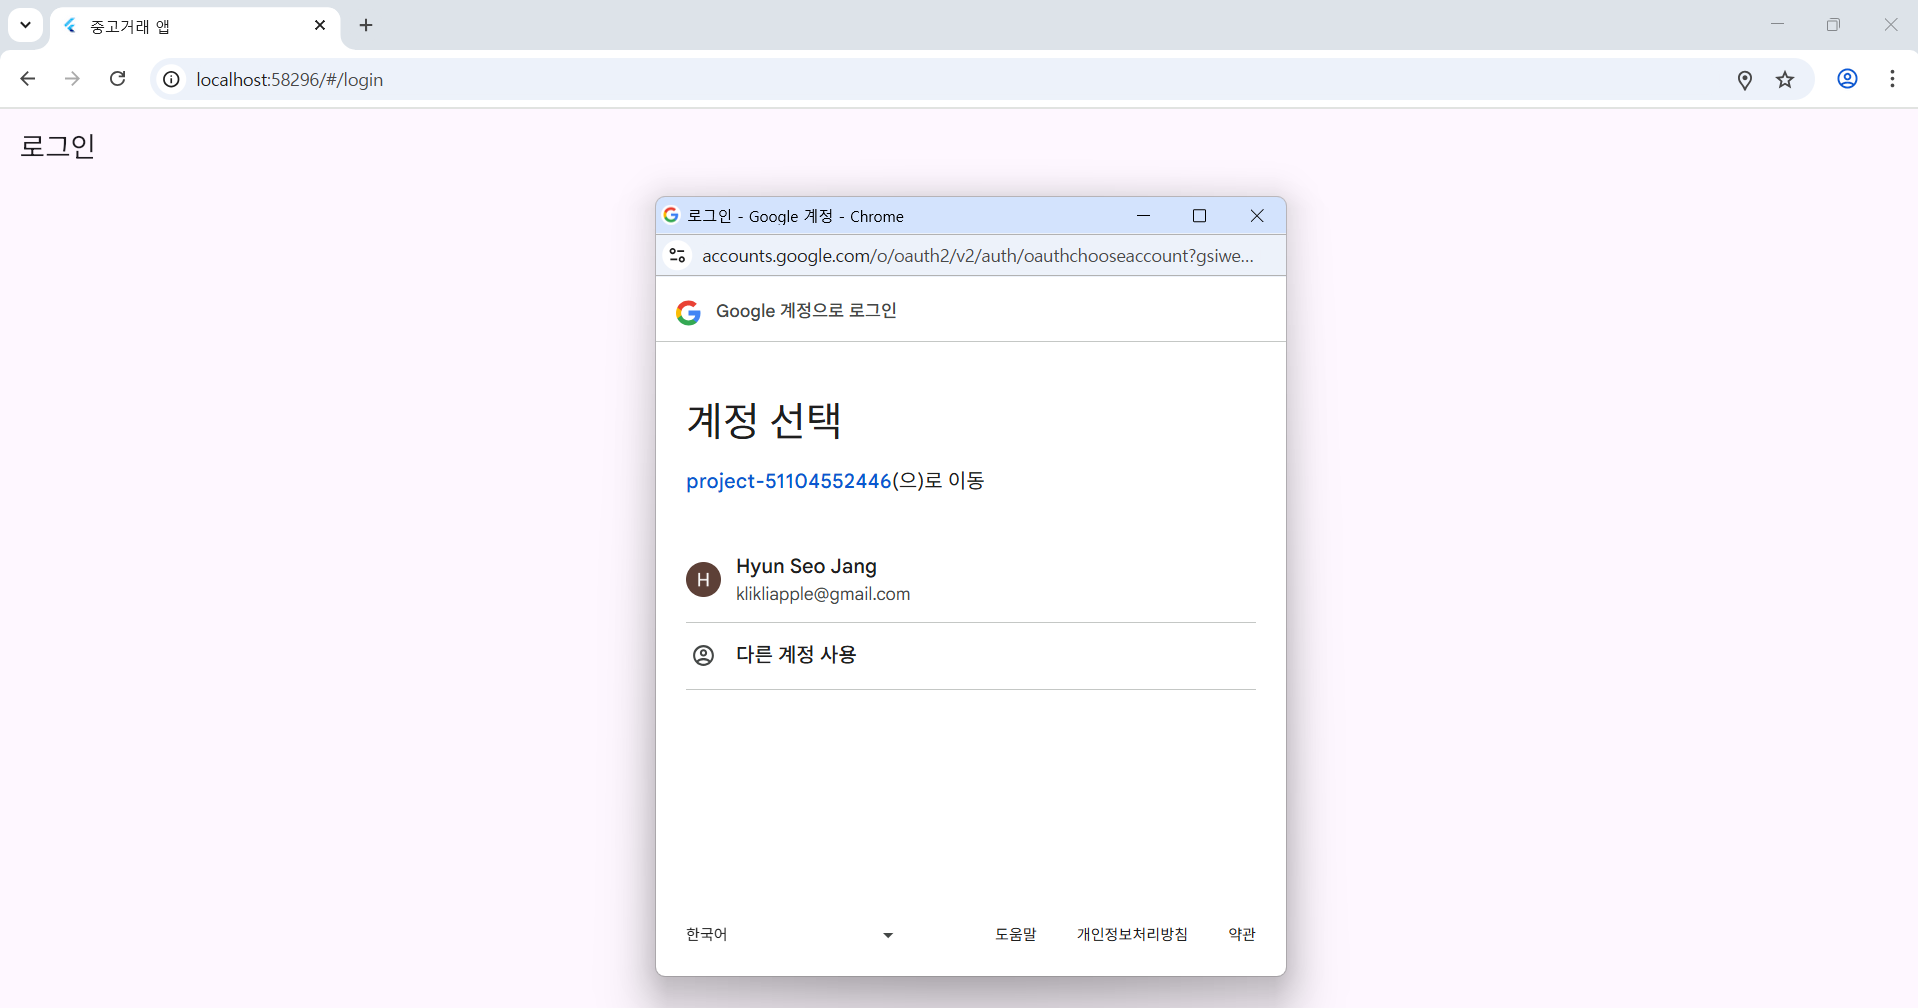 중고거래 앱
localhost:58296/#/login
로그인
로그인 - Google 계정 - Chrome
accounts.google.com/o/oauth2/v2/auth/oauthchooseaccount?gsiwe...
Google 계정으로 로그인
계정 선택
project-51104552446(으)로 이동
H
Hyun Seo Jang
klikliapple@gmail.com
다른 계정 사용
한국어 도움말 개인정보처리방침 약관